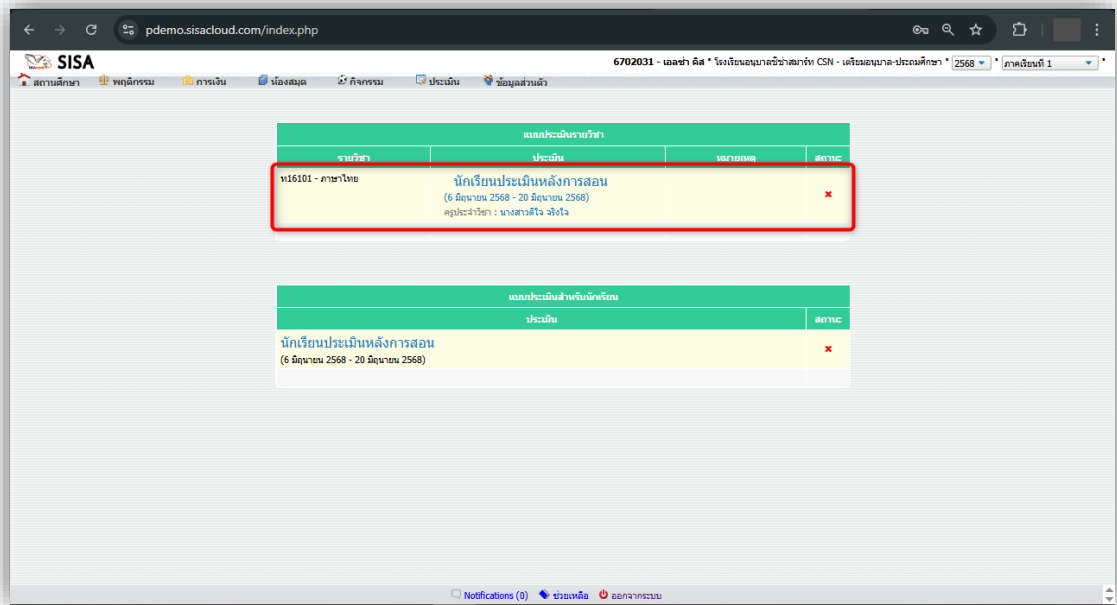 pdemo.sisacloud.com/index.php
SISA
6702031 - เอลซ่า ดิส * โรงเรียนอนุบาลชีช่าสมาร์ท CSN - เตรียมอนุบาล-ประถมศึกษา * 2568 * ภาคเรียนที่ 1 *
สถานศึกษา พฤติกรรม การเงิน ห้องสมุด กิจกรรม ประเมิน ข้อมูลส่วนตัว
แบบประเมินรายวิชา
รายวิชา ประเมิน หมายเหตุ สถานะ
ท16101 - ภาษาไทย นักเรียนประเมินหลังการสอน
(6 มิถุนายน 2568 - 20 มิถุนายน 2568)
ครูประจำวิชา : นางสาวดีใจ จริงใจ
แบบประเมินสำหรับนักเรียน
ประเมิน สถานะ
นักเรียนประเมินหลังการสอน
(6 มิถุนายน 2568 - 20 มิถุนายน 2568)
Notifications (0) ช่วยเหลือ ออกจากระบบ